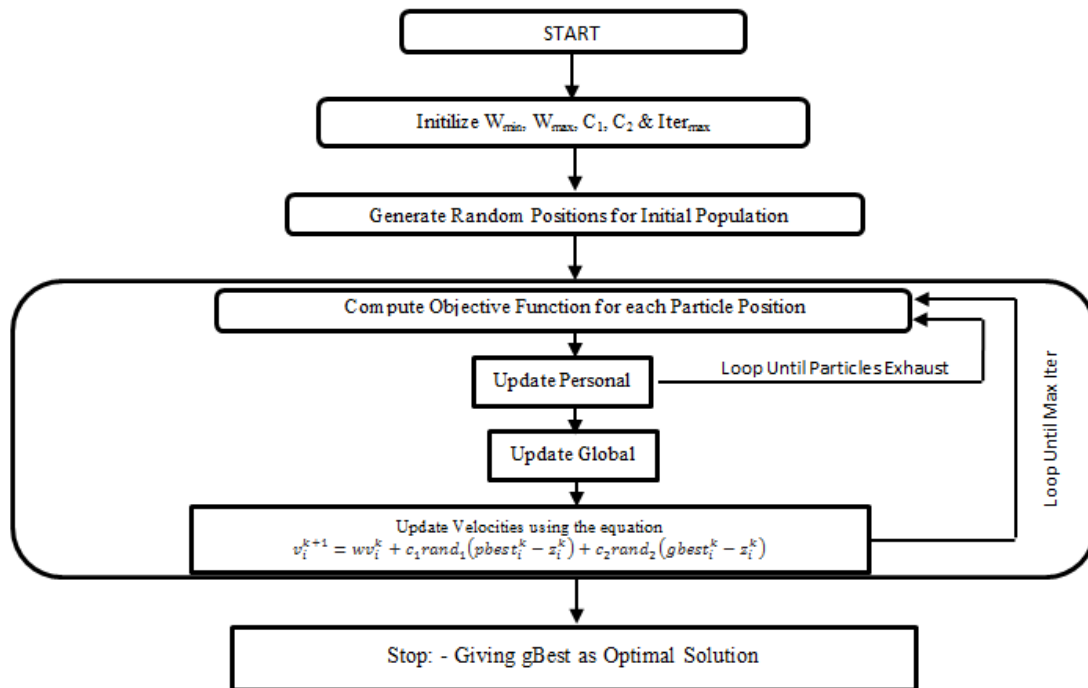 START
Initilize W_min, W_max, C_1, C_2 & Iter_max
Generate Random Positions for Initial Population
Compute Objective Function for each Particle Position
Update Personal
Loop Until Particles Exhaust
Update Global
Loop Until Max Iter
Update Velocities using the equation
v_i^{k+1} = wv_i^k + c_1rand_1(pbest_i^k − z_i^k) + c_2rand_2(gbest_i^k − z_i^k)
Stop: - Giving gBest as Optimal Solution